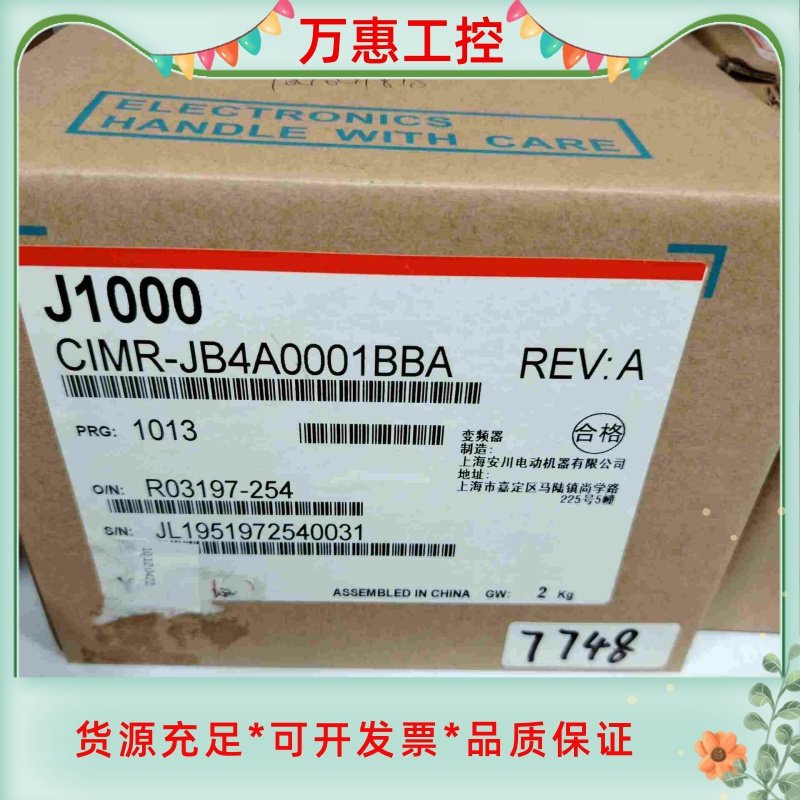 万惠工控
ELECTRONICS
HANDLE WITH CARE
J1000
CIMR-JB4A0001BBA REV: A
PRG: 1013
变频器
合格
制造:
上海安川电动机器有限公司
地址:
上海市嘉定区马陆镇尚学路
225号5幢
O/N: R03197-254
S/N: JL1951972540031
ASSEMBLED IN CHINA GW: 2 Kg
7748
货源充足*可开发票*品质保证